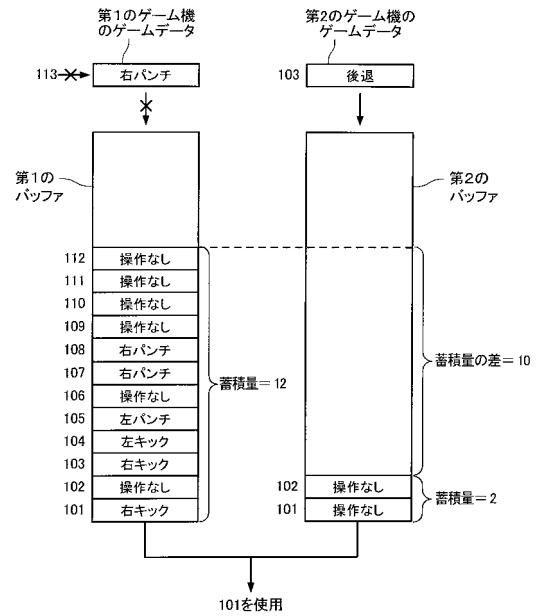 第1のゲーム機
のゲームデータ
第2のゲーム機の
ゲームデータ
113
右パンチ
103
後退
第1の
バッファ
第2の
バッファ
112 操作なし
111 操作なし
110 操作なし
109 操作なし
108 右パンチ
107 右パンチ
106 操作なし
105 左パンチ
104 左キック
103 右キック
102 操作なし
101 右キック
蓄積量=12
蓄積量の差=10
102 操作なし
101 操作なし
蓄積量=2
101を使用